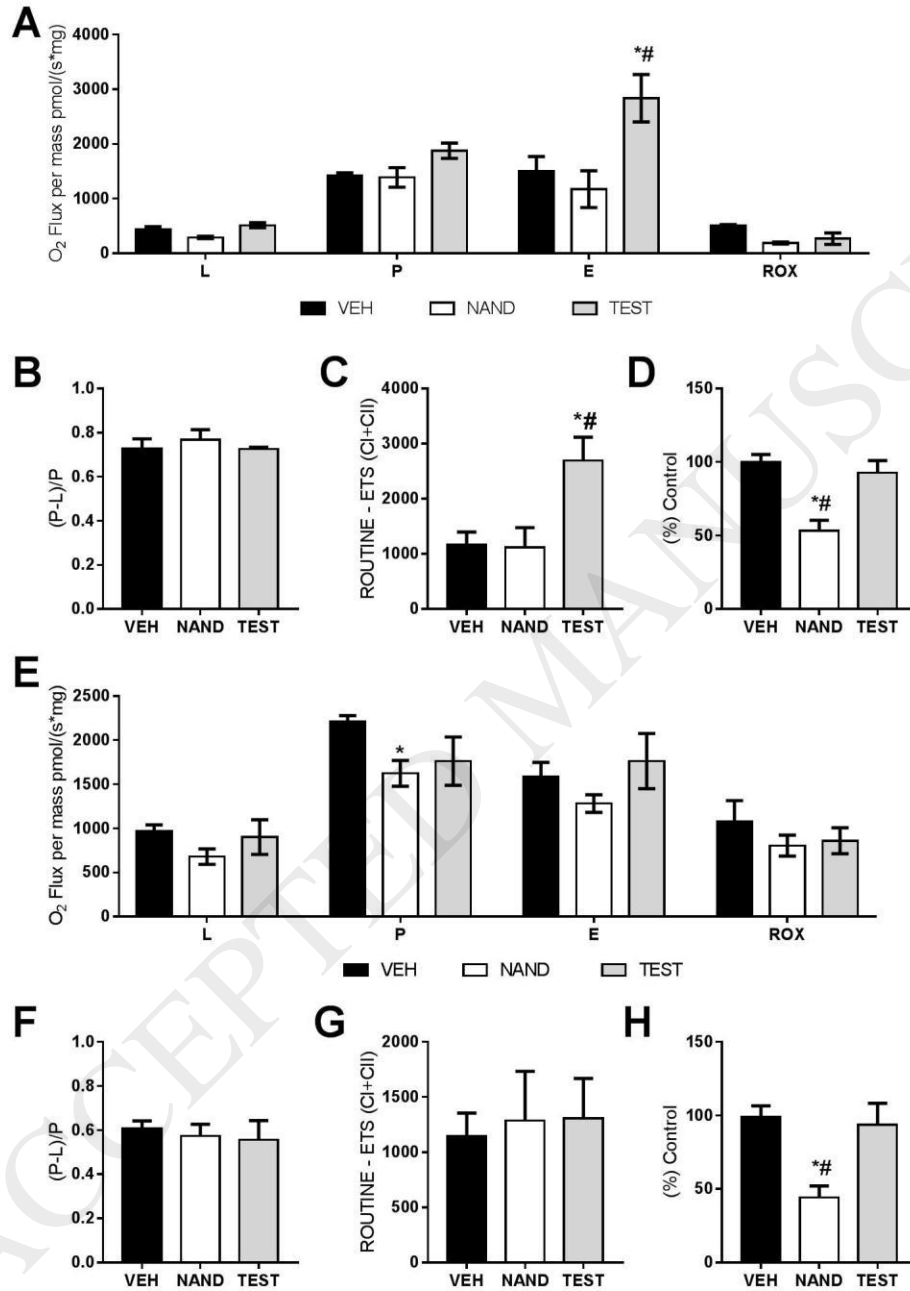 A
O₂ Flux per mass pmol/(s*mg)
4000
3000
2000
1000
0
*#
L P E ROX
VEH NAND TEST
B
(P-L)/P
1.0
0.8
0.6
0.4
0.2
0.0
VEH NAND TEST
C
ROUTINE - ETS (CI+CII)
4000
3000
2000
1000
0
*#
VEH NAND TEST
D
(%) Control
150
100
50
0
*#
VEH NAND TEST
E
O₂ Flux per mass pmol/(s*mg)
2500
2000
1500
1000
500
0
*
L P E ROX
VEH NAND TEST
F
(P-L)/P
1.0
0.8
0.6
0.4
0.2
0.0
VEH NAND TEST
G
ROUTINE - ETS (CI+CII)
2000
1500
1000
500
0
VEH NAND TEST
H
(%) Control
150
100
50
0
*#
VEH NAND TEST
ACCEPTED MANUSC